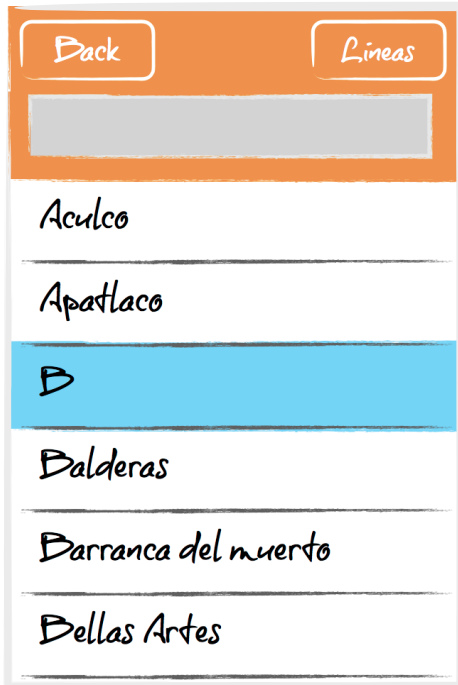 Back
Lineas
Aculco
Apatlaco
B
Balderas
Barranca del muerto
Bellas Artes